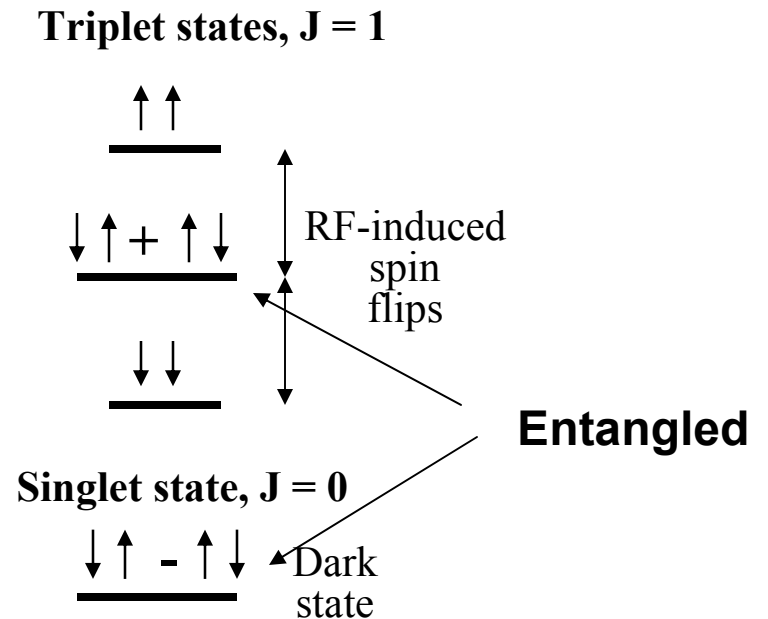 Triplet states, J = 1
↑ ↑
↓ ↑ + ↑ ↓
RF-induced
spin
flips
↓ ↓
Entangled
Singlet state, J = 0
↓ ↑ - ↑ ↓
Dark
state